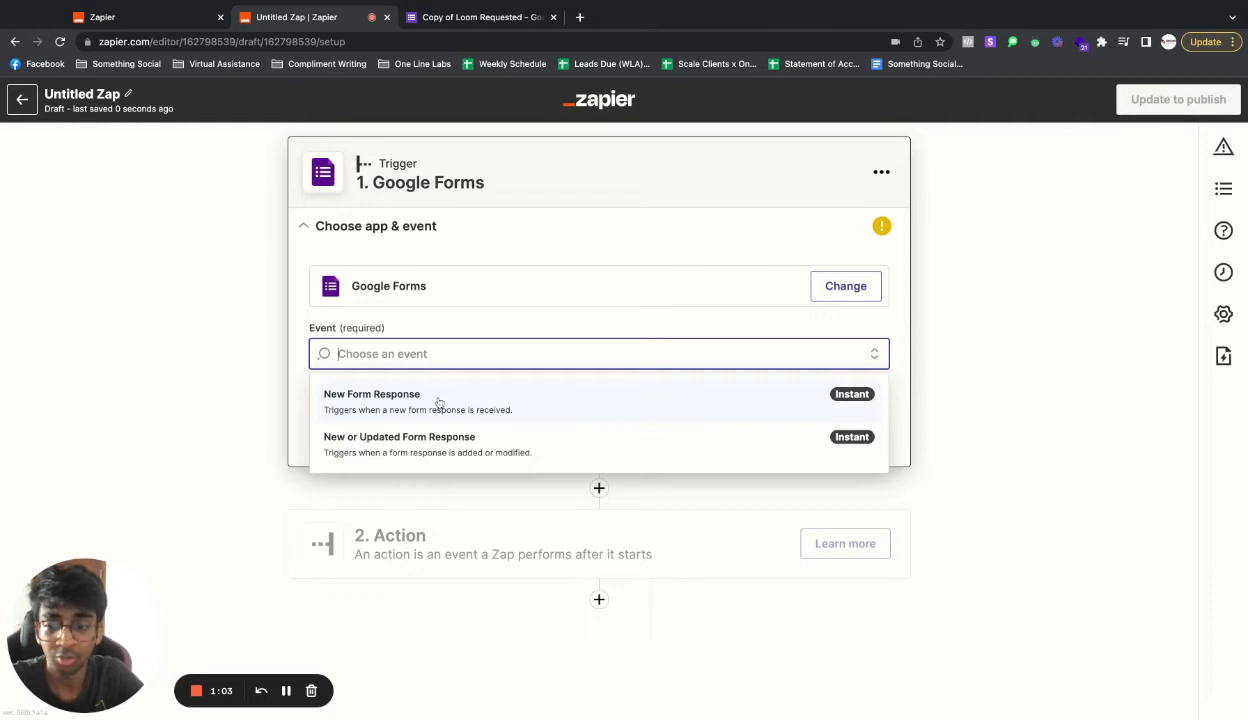 Zapier
Untitled Zap | Zapier
Copy of Loom Requested - Goo
zapier.com/editor/162798539/draft/162798539/setup
21
Update
Facebook
Something Social
Virtual Assistance
Compliment Writing
One Line Labs
Weekly Schedule
Leads Due (WLA)...
Scale Clients x On...
Statement of Acc...
Something Social...
Untitled Zap
Draft - last saved 0 seconds ago
zapier
Update to publish
Trigger
1. Google Forms
Choose app & event
Google Forms
Change
Event (required)
Choose an event
New Form Response
Instant
Triggers when a new form response is received.
New or Updated Form Response
Instant
Triggers when a form response is added or modified.
2. Action
An action is an event a Zap performs after it starts
Learn more
1:03